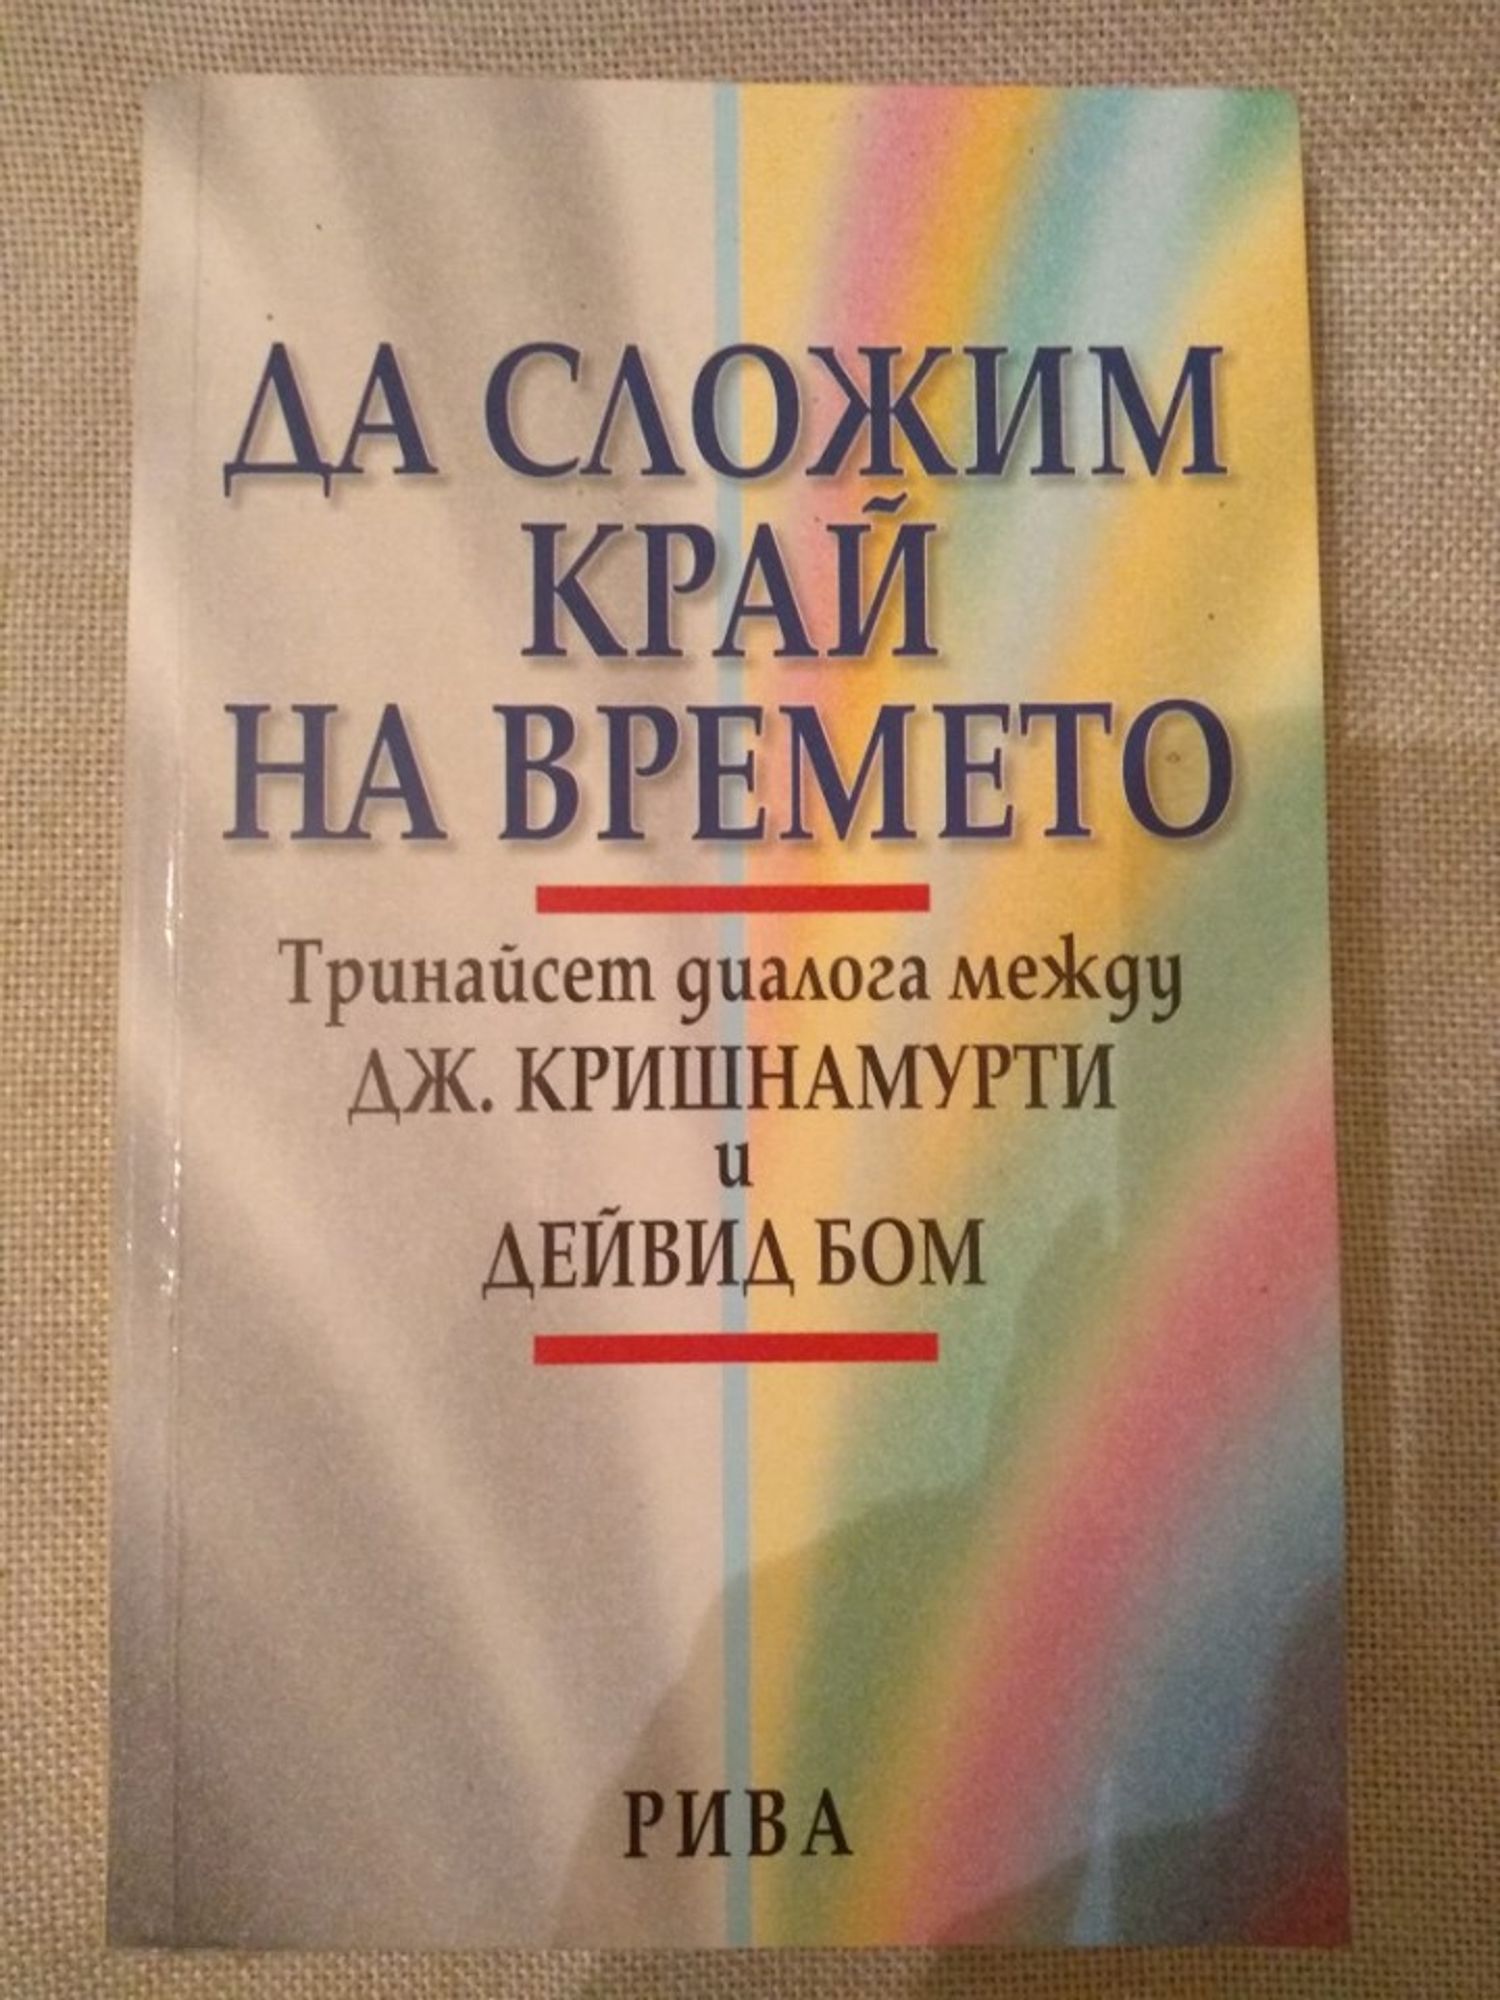 ДА СЛОЖИМ
КРАЙ
НА ВРЕМЕТО
Тринайсет диалога между
ДЖ. КРИШНАМУРТИ
и
ДЕЙВИД БОМ
РИВА